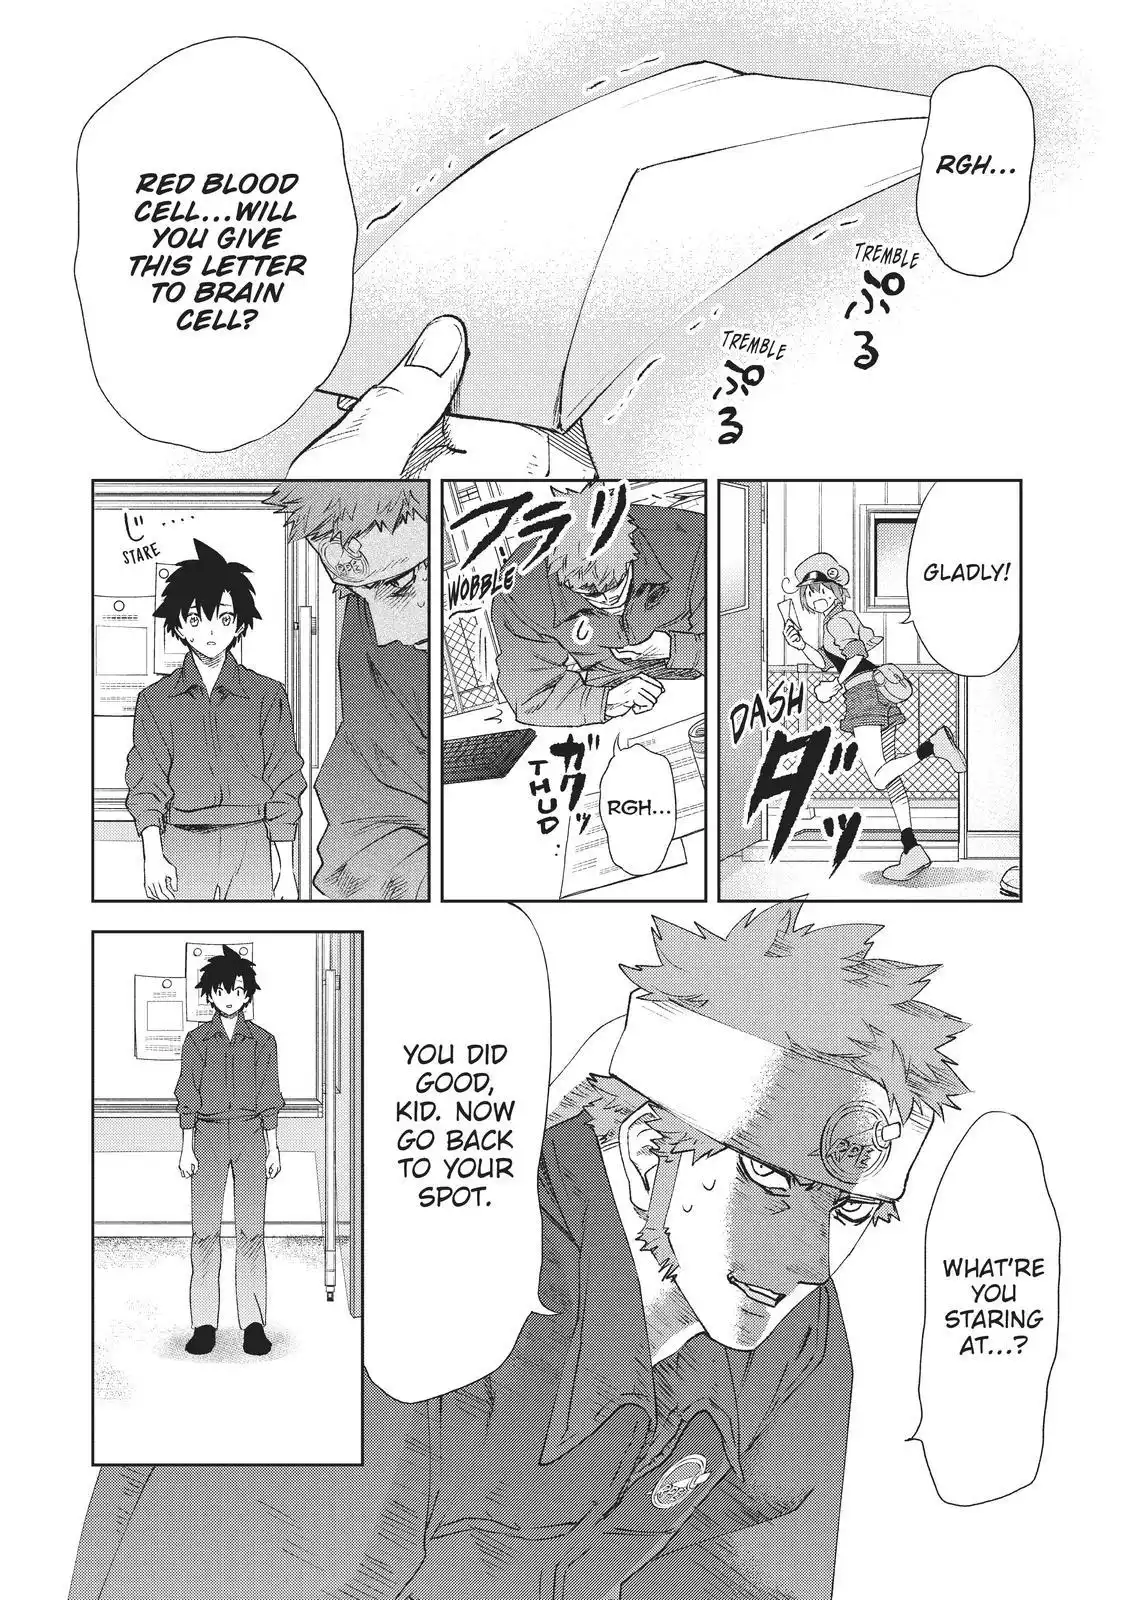 RGH...
TREMBLE
ぷる
TREMBLE
ぷる
RED BLOOD
CELL...WILL
YOU GIVE
THIS LETTER
TO BRAIN
CELL?
GLADLY!
DASH
ダッ
フラリ
WOBBLE
ガクッ
THUD
RGH...
じ....
STARE
WHAT'RE
YOU
STARING
AT...?
YOU DID
GOOD,
KID. NOW
GO BACK
TO YOUR
SPOT.